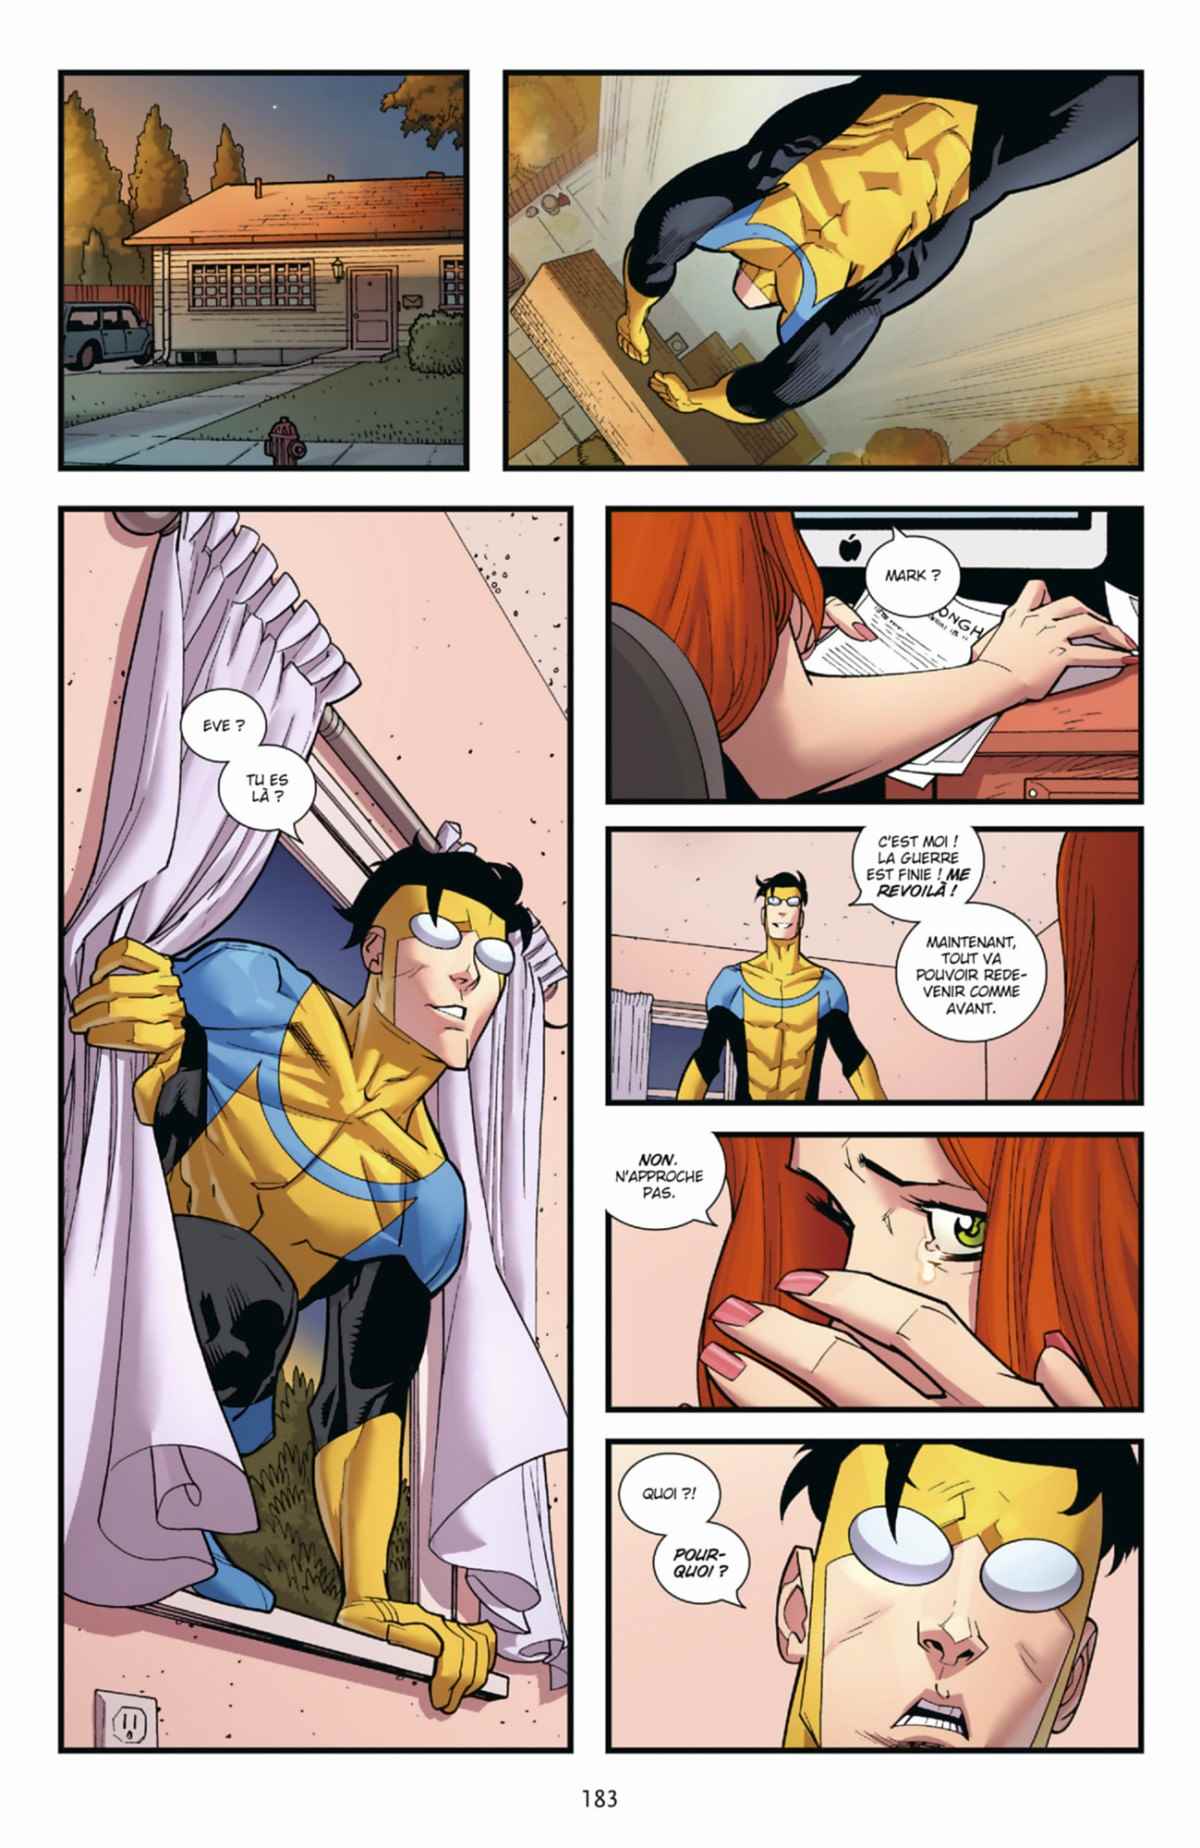 EVE ?
TU ES
LÀ ?
MARK ?
ONGH
C'EST MOI !
LA GUERRE
EST FINIE ! ME
REVOILÀ !
MAINTENANT,
TOUT VA
POUVOIR REDE-
VENIR COMME
AVANT.
NON.
N'APPROCHE
PAS.
QUOI ?!
POUR-
QUOI ?
183